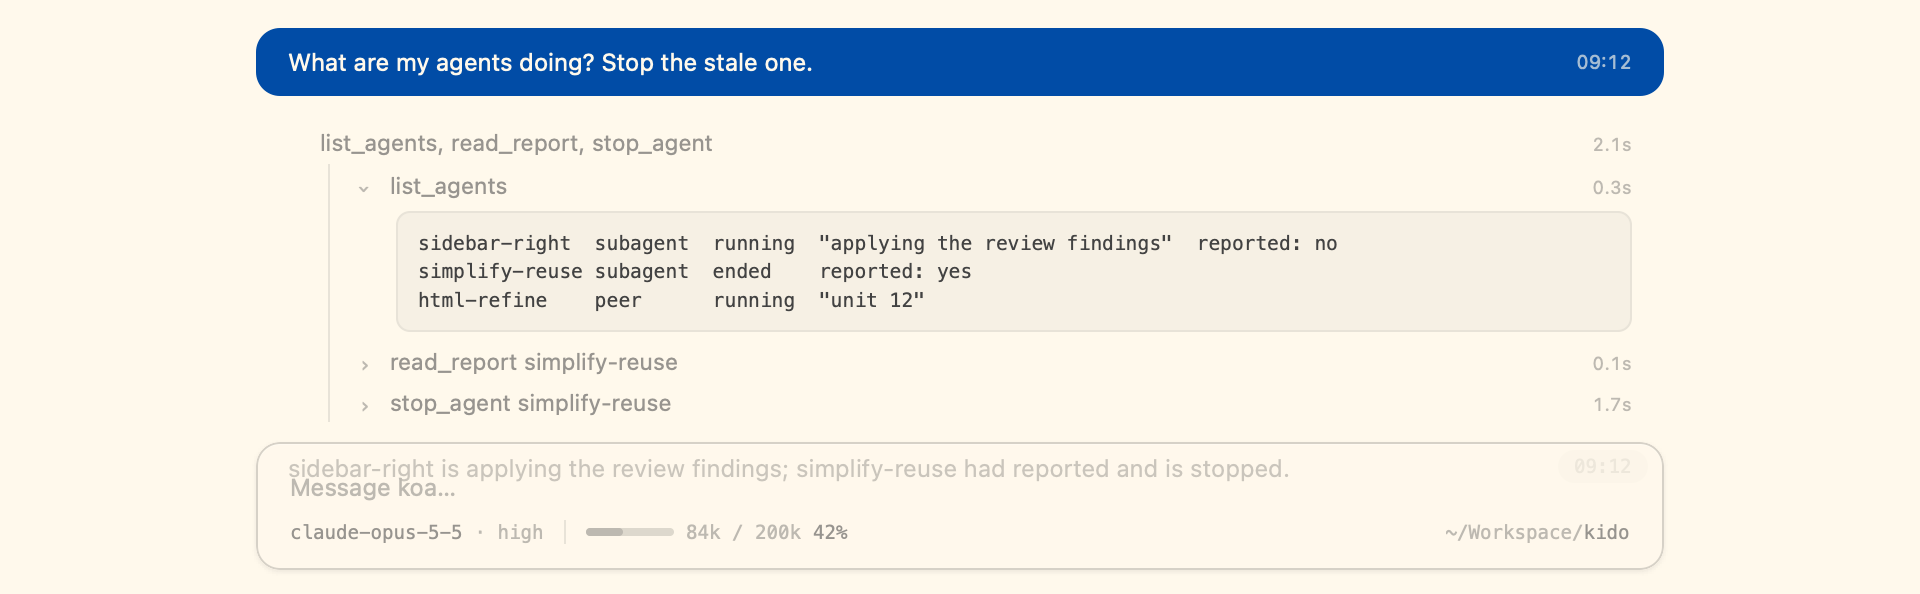 What are my agents doing? Stop the stale one. 09:12
list_agents, read_report, stop_agent 2.1s
list_agents 0.3s
sidebar-right subagent running "applying the review findings" reported: no
simplify-reuse subagent ended reported: yes
html-refine peer running "unit 12"
read_report simplify-reuse 0.1s
stop_agent simplify-reuse 1.7s
sidebar-right is applying the review findings; simplify-reuse had reported and is stopped. 09:12
Message koa...
claude-opus-5-5 · high 84k / 200k 42% ~/Workspace/kido